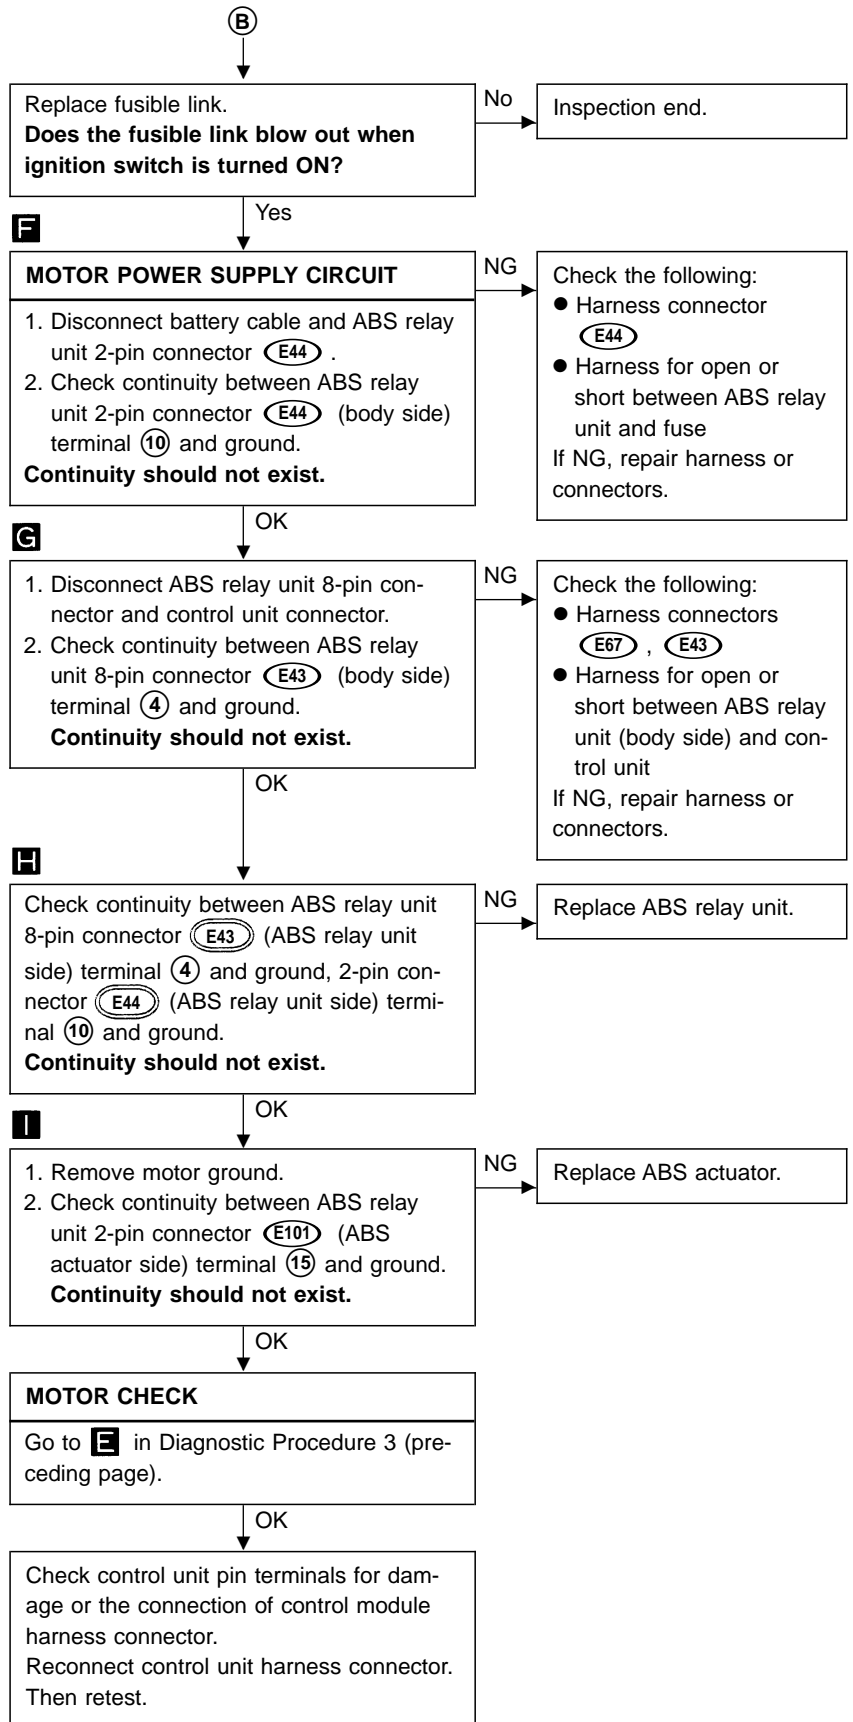 B
Replace fusible link.
Does the fusible link blow out when
ignition switch is turned ON?
No
Inspection end.
Yes
F
MOTOR POWER SUPPLY CIRCUIT
1. Disconnect battery cable and ABS relay
unit 2-pin connector E44 .
2. Check continuity between ABS relay
unit 2-pin connector E44 (body side)
terminal 10 and ground.
Continuity should not exist.
NG
Check the following:
● Harness connector
E44
● Harness for open or
short between ABS relay
unit and fuse
If NG, repair harness or
connectors.
OK
G
1. Disconnect ABS relay unit 8-pin con-
nector and control unit connector.
2. Check continuity between ABS relay
unit 8-pin connector E43 (body side)
terminal 4 and ground.
Continuity should not exist.
NG
Check the following:
● Harness connectors
E67 , E43
● Harness for open or
short between ABS relay
unit (body side) and con-
trol unit
If NG, repair harness or
connectors.
OK
H
Check continuity between ABS relay unit
8-pin connector E43 (ABS relay unit
side) terminal 4 and ground, 2-pin con-
nector E44 (ABS relay unit side) termi-
nal 10 and ground.
Continuity should not exist.
NG
Replace ABS relay unit.
OK
I
1. Remove motor ground.
2. Check continuity between ABS relay
unit 2-pin connector E101 (ABS
actuator side) terminal 15 and ground.
Continuity should not exist.
NG
Replace ABS actuator.
OK
MOTOR CHECK
Go to E in Diagnostic Procedure 3 (pre-
ceding page).
OK
Check control unit pin terminals for dam-
age or the connection of control module
harness connector.
Reconnect control unit harness connector.
Then retest.